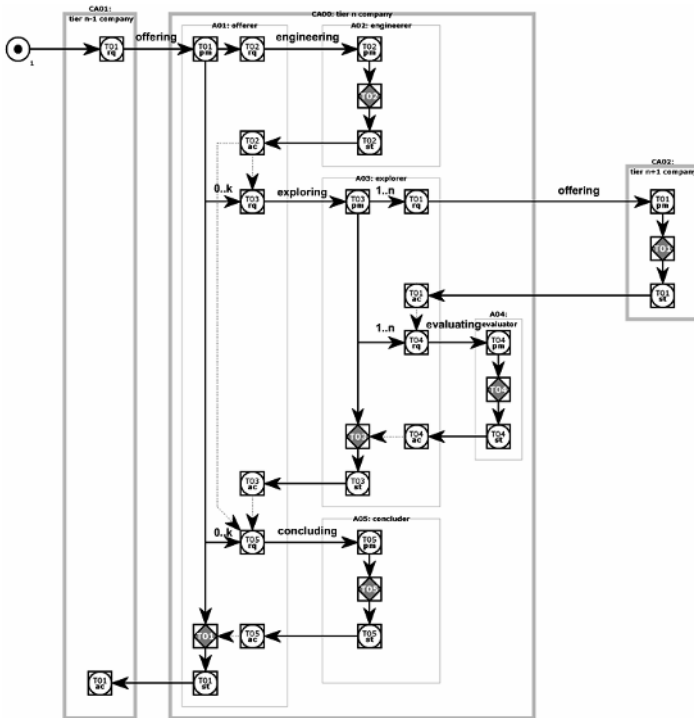 CA01:
tier n-1 company
CA00: tier n company
A01: offerer
A02: engineerer
1
T01
rq
offering
T01
pm
T02
rq
engineering
T02
pm
T02
T02
ac
T02
st
A03: explorer
CA02:
tier n+1 company
0..k
T03
rq
exploring
T03
pm
1..n
T01
rq
offering
T01
pm
T01
T01
ac
T01
st
A04:
evaluator
1..n
T04
rq
evaluating
T04
pm
T04
T03
T04
ac
T04
st
T03
ac
T03
st
A05: concluder
0..k
T05
rq
concluding
T05
pm
T05
T01
T05
ac
T05
st
T01
ac
T01
st